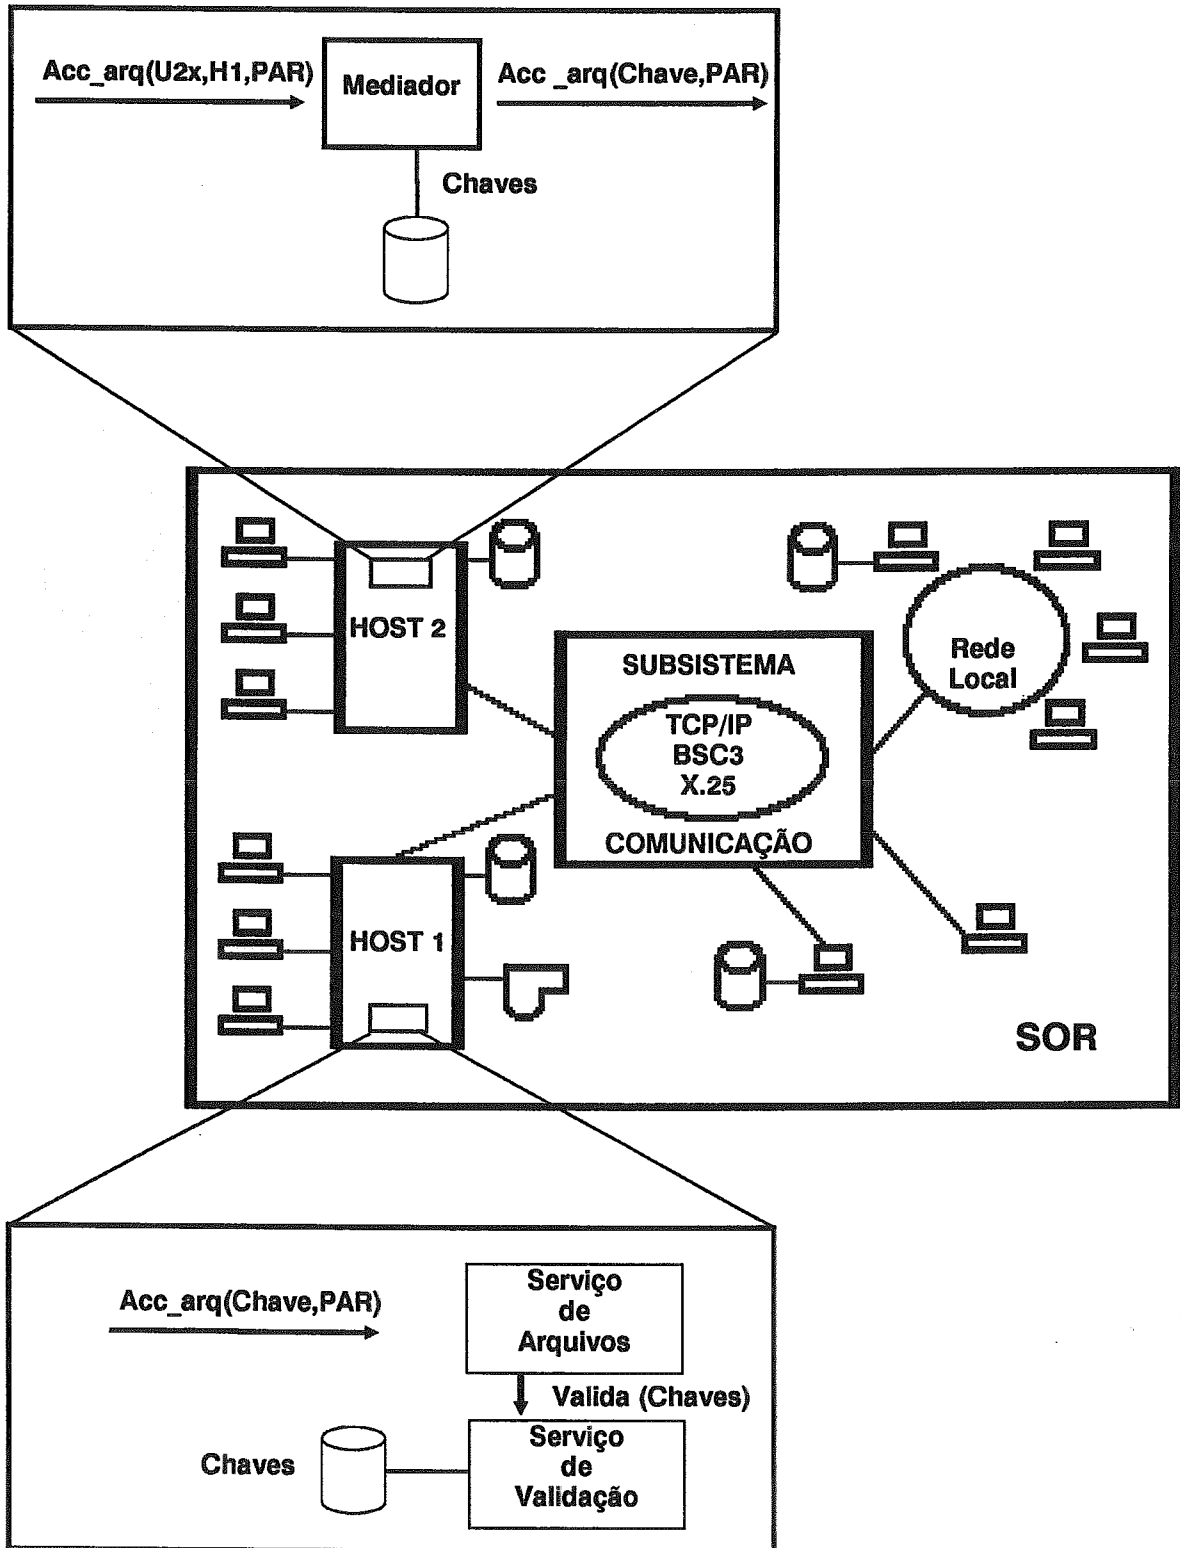 Acc_arq(U2x,H1,PAR)
Mediador
Acc _arq(Chave,PAR)
Chaves
HOST 2
SUBSISTEMA
TCP/IP
BSC3
X.25
COMUNICAÇÃO
Rede
Local
HOST 1
SOR
Acc_arq(Chave,PAR)
Serviço
de
Arquivos
Valida (Chaves)
Chaves
Serviço
de
Validação